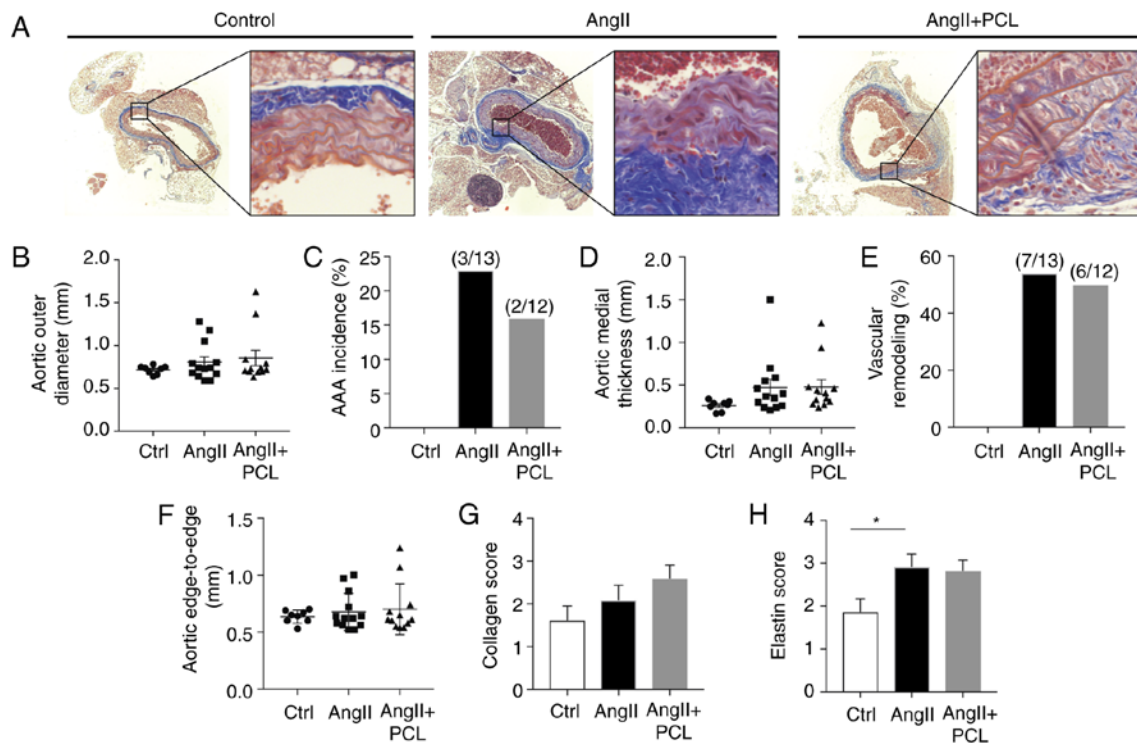 A
Control
AngII
AngII+PCL
B
Aortic outer
diameter (mm)
2.0
1.5
1.0
0.5
0.0
Ctrl
AngII
AngII+
PCL
C
AAA incidence (%)
25
20
15
10
5
0
(3/13)
(2/12)
Ctrl
AngII
AngII+
PCL
D
Aortic medial
thickness (mm)
2.0
1.5
1.0
0.5
0.0
Ctrl
AngII
AngII+
PCL
E
Vascular
remodeling (%)
60
40
20
0
(7/13)
(6/12)
Ctrl
AngII
AngII+
PCL
F
Aortic edge-to-edge
(mm)
1.5
1.0
0.5
0.0
Ctrl
AngII
AngII+
PCL
G
Collagen score
4
3
2
1
0
Ctrl
AngII
AngII+
PCL
H
Elastin score
4
3
2
1
0
*
Ctrl
AngII
AngII+
PCL